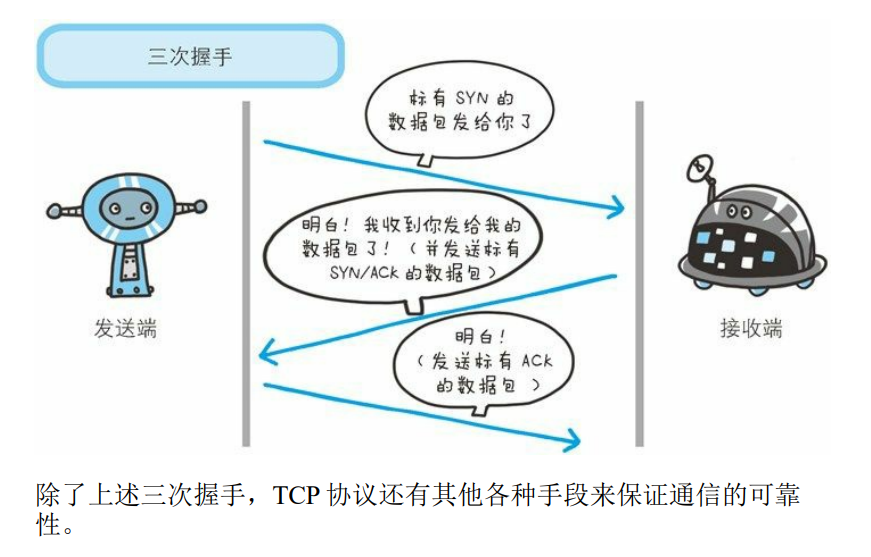 三次握手
标有 SYN 的
数据包发给你了
明白！我收到你发给我的
数据包了！（并发送标有
SYN/ACK 的数据包）
明白！
（发送标有 ACK
的数据包）
发送端
接收端
除了上述三次握手，TCP 协议还有其他各种手段来保证通信的可靠
性。